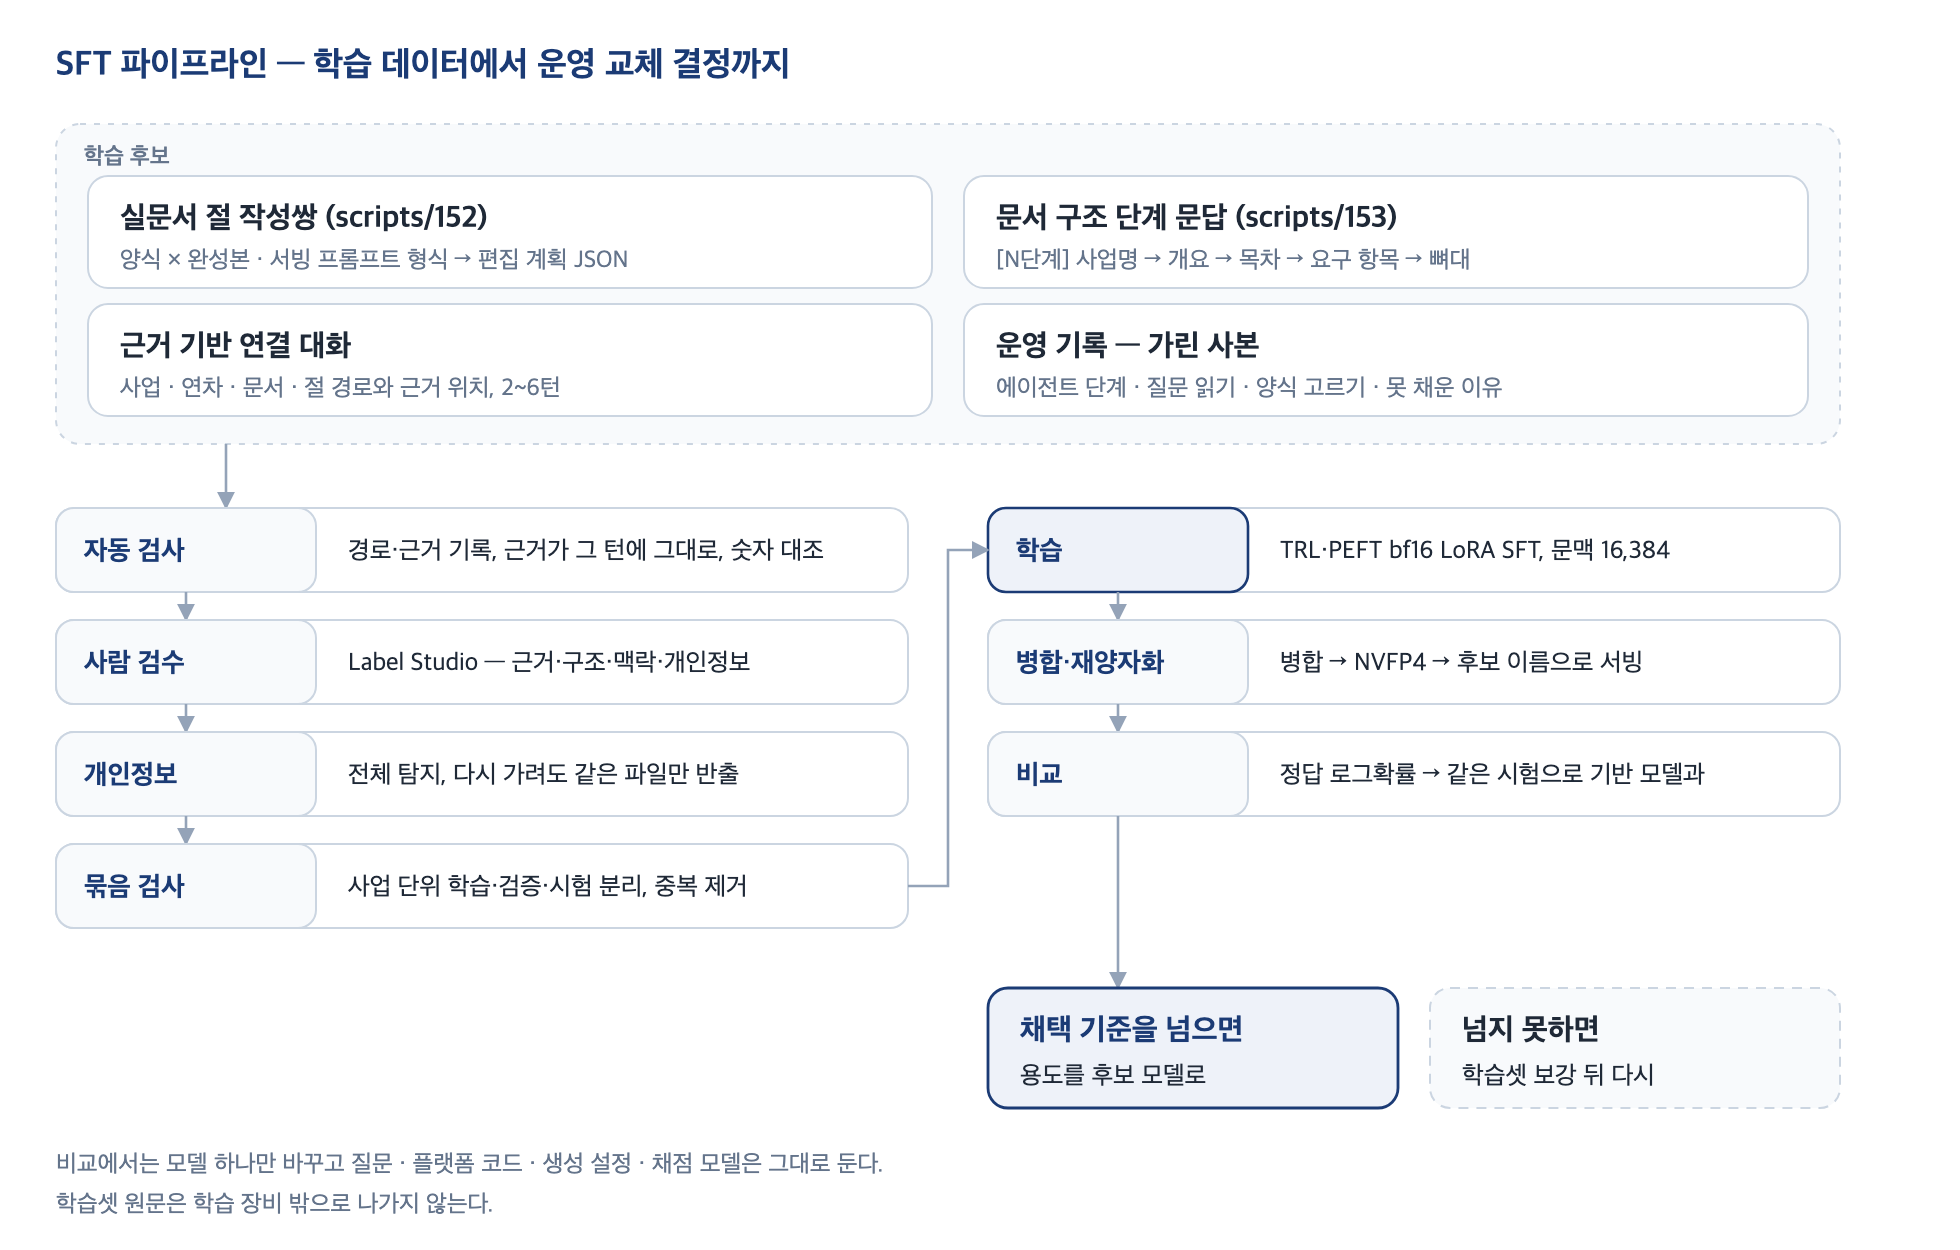 SFT 파이프라인 — 학습 데이터에서 운영 교체 결정까지
학습 후보
실문서 절 작성쌍 (scripts/152)
양식 × 완성본 · 서빙 프롬프트 형식 → 편집 계획 JSON
문서 구조 단계 문답 (scripts/153)
[N단계] 사업명 → 개요 → 목차 → 요구 항목 → 뼈대
근거 기반 연결 대화
사업 · 연차 · 문서 · 절 경로와 근거 위치, 2~6턴
운영 기록 — 가린 사본
에이전트 단계 · 질문 읽기 · 양식 고르기 · 못 채운 이유
자동 검사
경로·근거 기록, 근거가 그 턴에 그대로, 숫자 대조
사람 검수
Label Studio — 근거·구조·맥락·개인정보
개인정보
전체 탐지, 다시 가려도 같은 파일만 반출
묶음 검사
사업 단위 학습·검증·시험 분리, 중복 제거
학습
TRL·PEFT bf16 LoRA SFT, 문맥 16,384
병합·재양자화
병합 → NVFP4 → 후보 이름으로 서빙
비교
정답 로그확률 → 같은 시험으로 기반 모델과
채택 기준을 넘으면
용도를 후보 모델로
넘지 못하면
학습셋 보강 뒤 다시
비교에서는 모델 하나만 바꾸고 질문 · 플랫폼 코드 · 생성 설정 · 채점 모델은 그대로 둔다.
학습셋 원문은 학습 장비 밖으로 나가지 않는다.